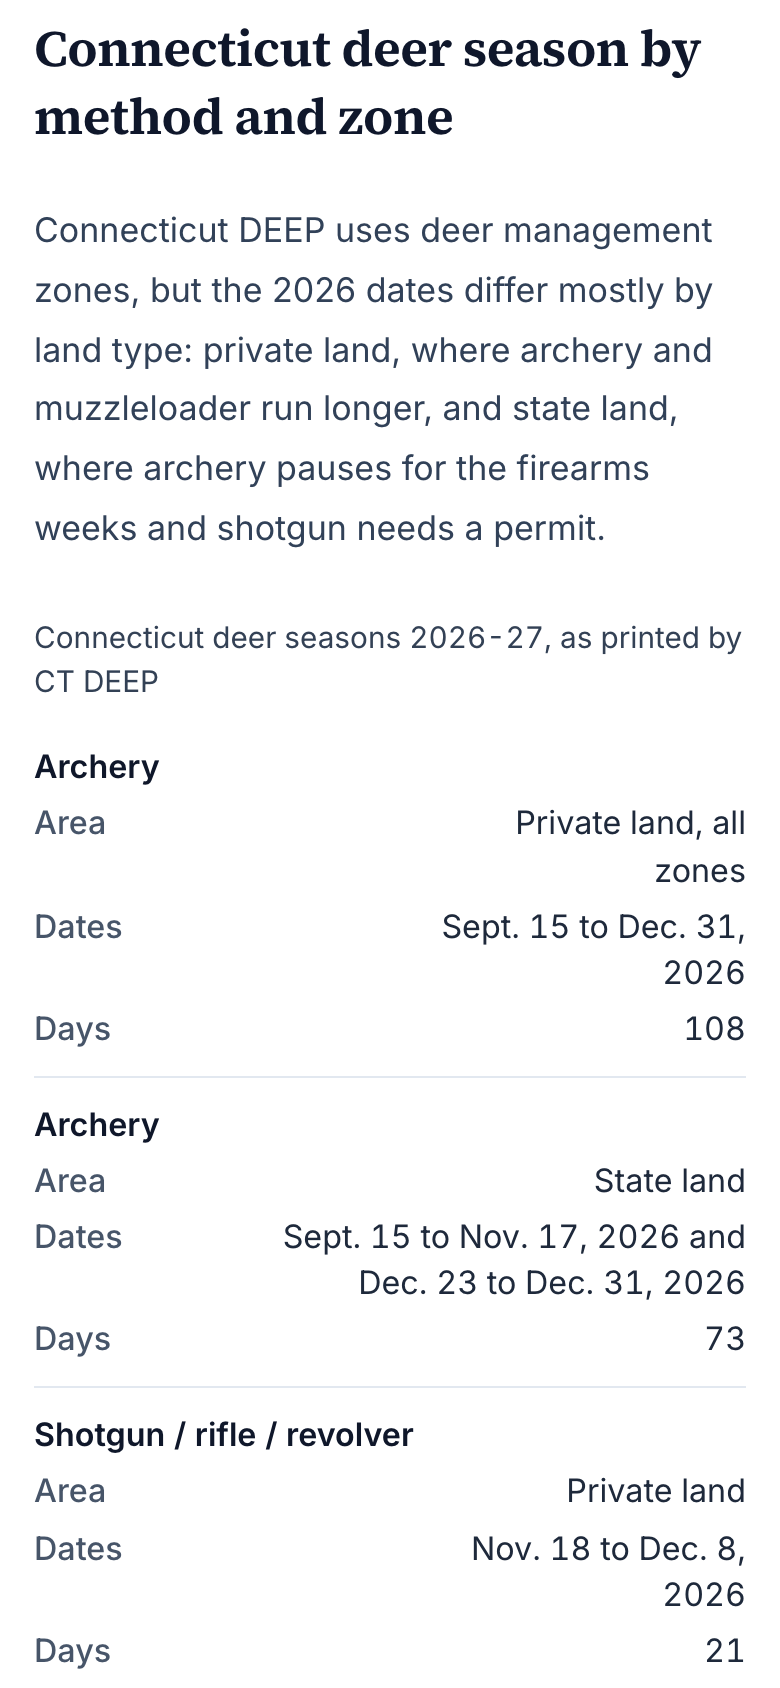 Connecticut deer season by
method and zone
Connecticut DEEP uses deer management
zones, but the 2026 dates differ mostly by
land type: private land, where archery and
muzzleloader run longer, and state land,
where archery pauses for the firearms
weeks and shotgun needs a permit.
Connecticut deer seasons 2026-27, as printed by
CT DEEP
Archery
Area Private land, all
zones
Dates Sept. 15 to Dec. 31,
2026
Days 108
Archery
Area State land
Dates Sept. 15 to Nov. 17, 2026 and
Dec. 23 to Dec. 31, 2026
Days 73
Shotgun / rifle / revolver
Area Private land
Dates Nov. 18 to Dec. 8,
2026
Days 21